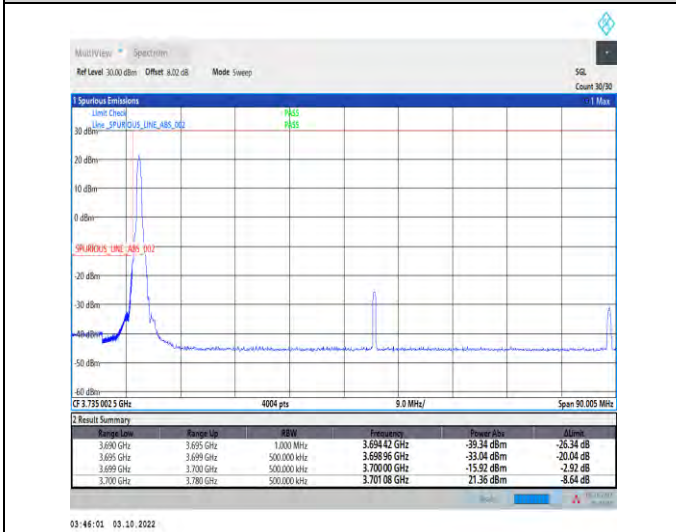 MultiView Spectrum
Ref Level 30.00 dBm Offset 8.02 dB Mode Sweep SGL
Count 30/30
1 Spurious Emissions 1 Max
Limit Check PASS
Line _SPURIOUS_LINE_ABS_002 PASS
30 dBm
20 dBm
10 dBm
0 dBm
_SPURIOUS_LINE_ABS_002
-20 dBm
-30 dBm
-40 dBm
-50 dBm
-60 dBm
CF 3.735 002 5 GHz 4004 pts 9.0 MHz/ Span 90.005 MHz
2 Result Summary
Range Low Range Up RBW Frequency Power Abs ΔLimit
3.690 GHz 3.695 GHz 1.000 MHz 3.694 42 GHz -39.34 dBm -26.34 dB
3.695 GHz 3.699 GHz 500.000 kHz 3.698 96 GHz -33.04 dBm -20.04 dB
3.699 GHz 3.700 GHz 500.000 kHz 3.700 00 GHz -15.92 dBm -2.92 dB
3.700 GHz 3.780 GHz 500.000 kHz 3.701 08 GHz 21.36 dBm -8.64 dB
03:46:01 03.10.2022